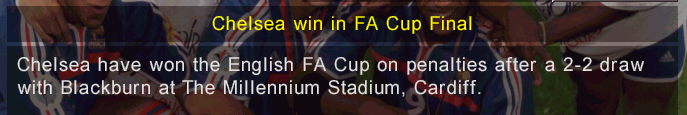 Chelsea win in FA Cup Final
Chelsea have won the English FA Cup on penalties after a 2-2 draw
with Blackburn at The Millennium Stadium, Cardiff.